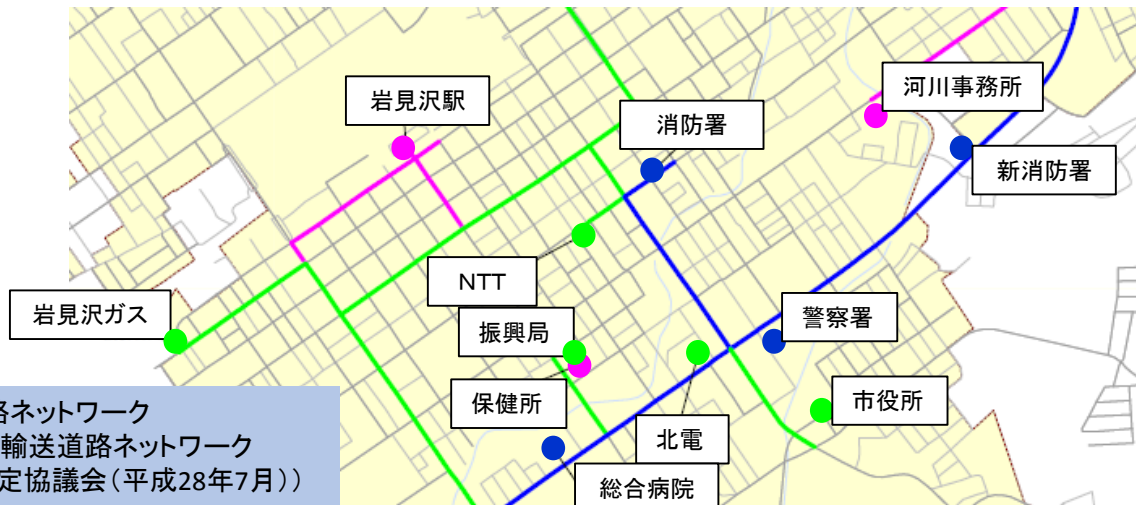 岩見沢駅
消防署
河川事務所
新消防署
NTT
岩見沢ガス
振興局
警察署
保健所
市役所
北電
総合病院
路ネットワーク
輸送道路ネットワーク
定協議会(平成28年7月))